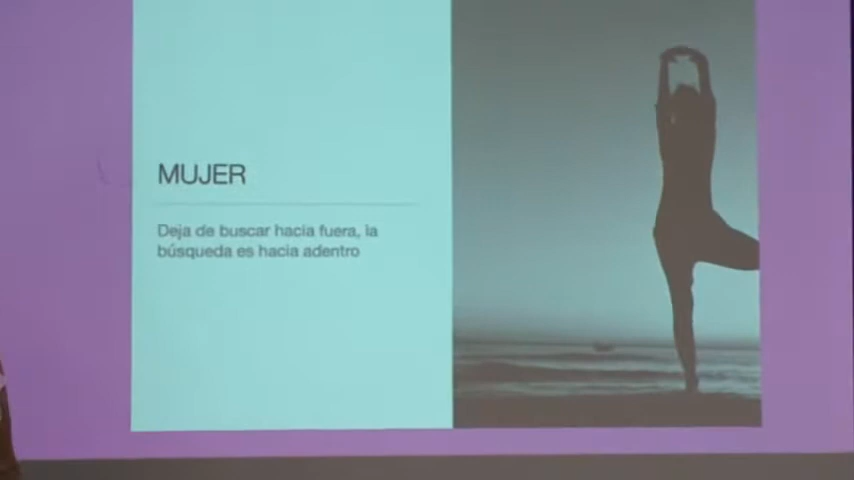 MUJER
Deja de buscar hacia fuera, la
búsqueda es hacia adentro